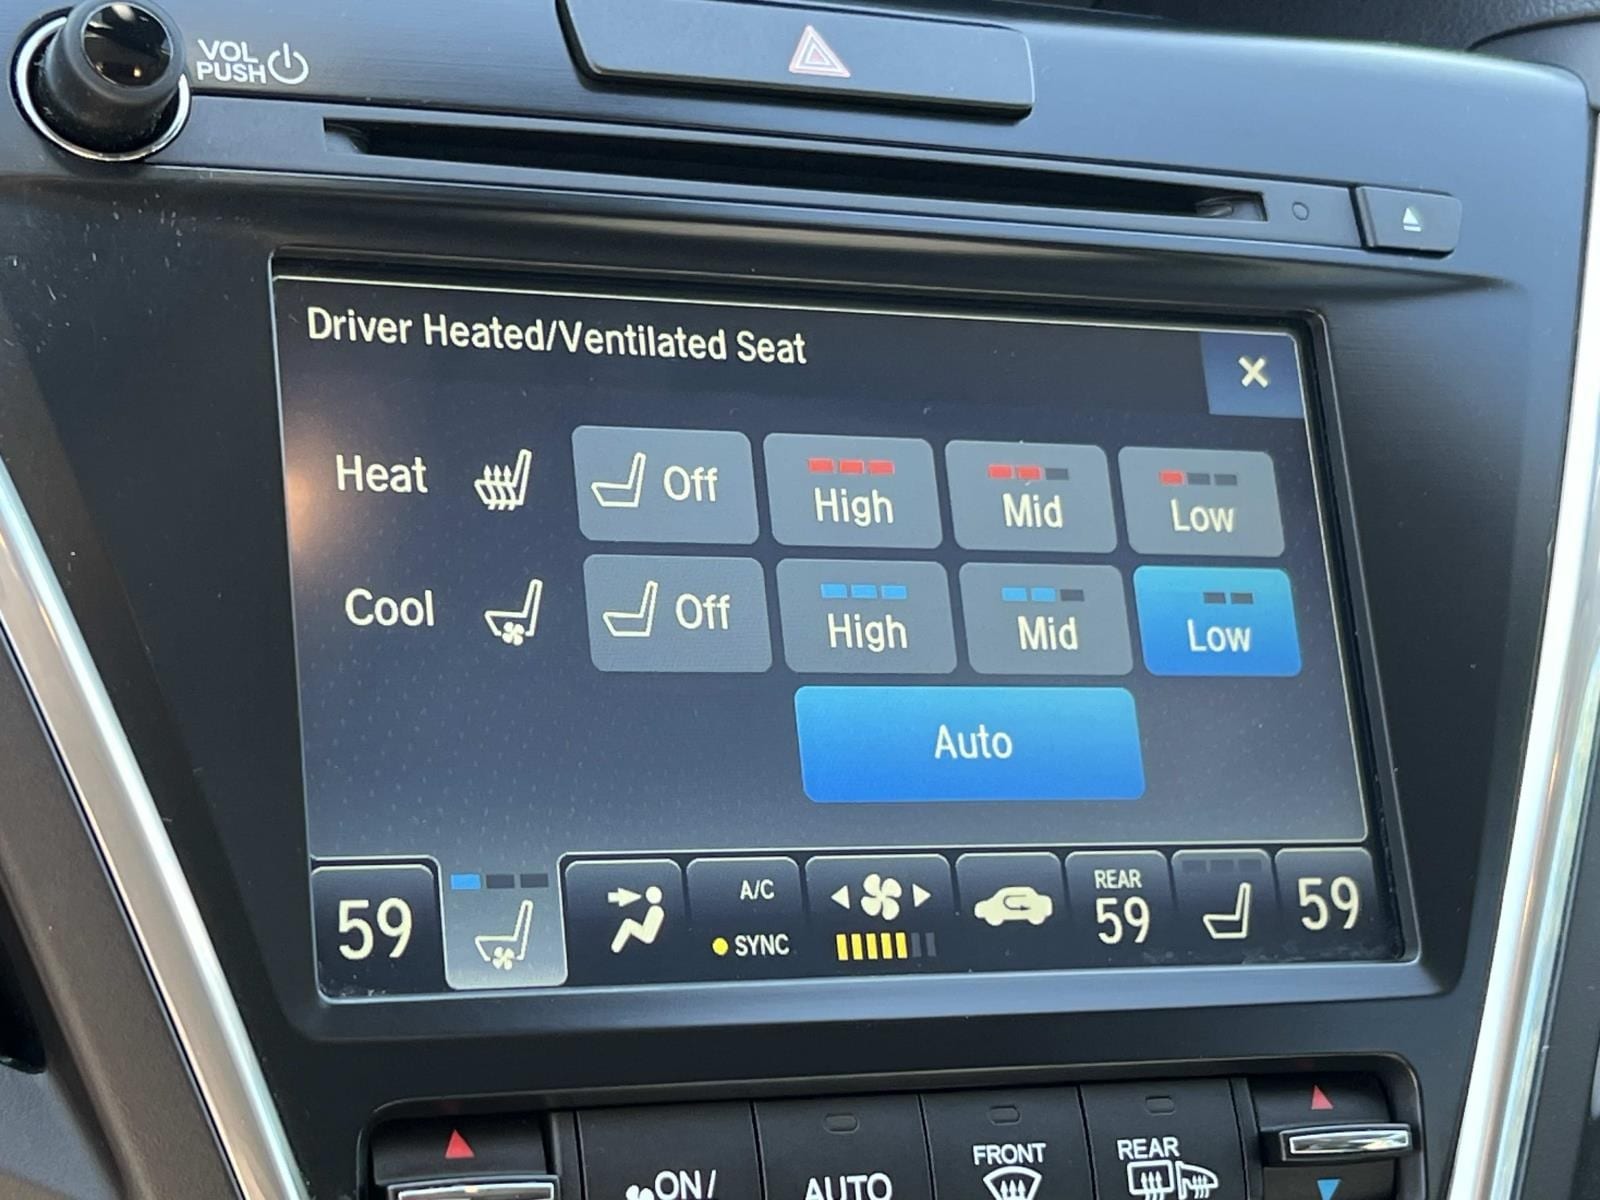 VOL
PUSH
Driver Heated/Ventilated Seat
Heat Off High Mid Low
Cool Off High Mid Low
Auto
59 A/C SYNC REAR 59 59
ON/ AUTO FRONT REAR